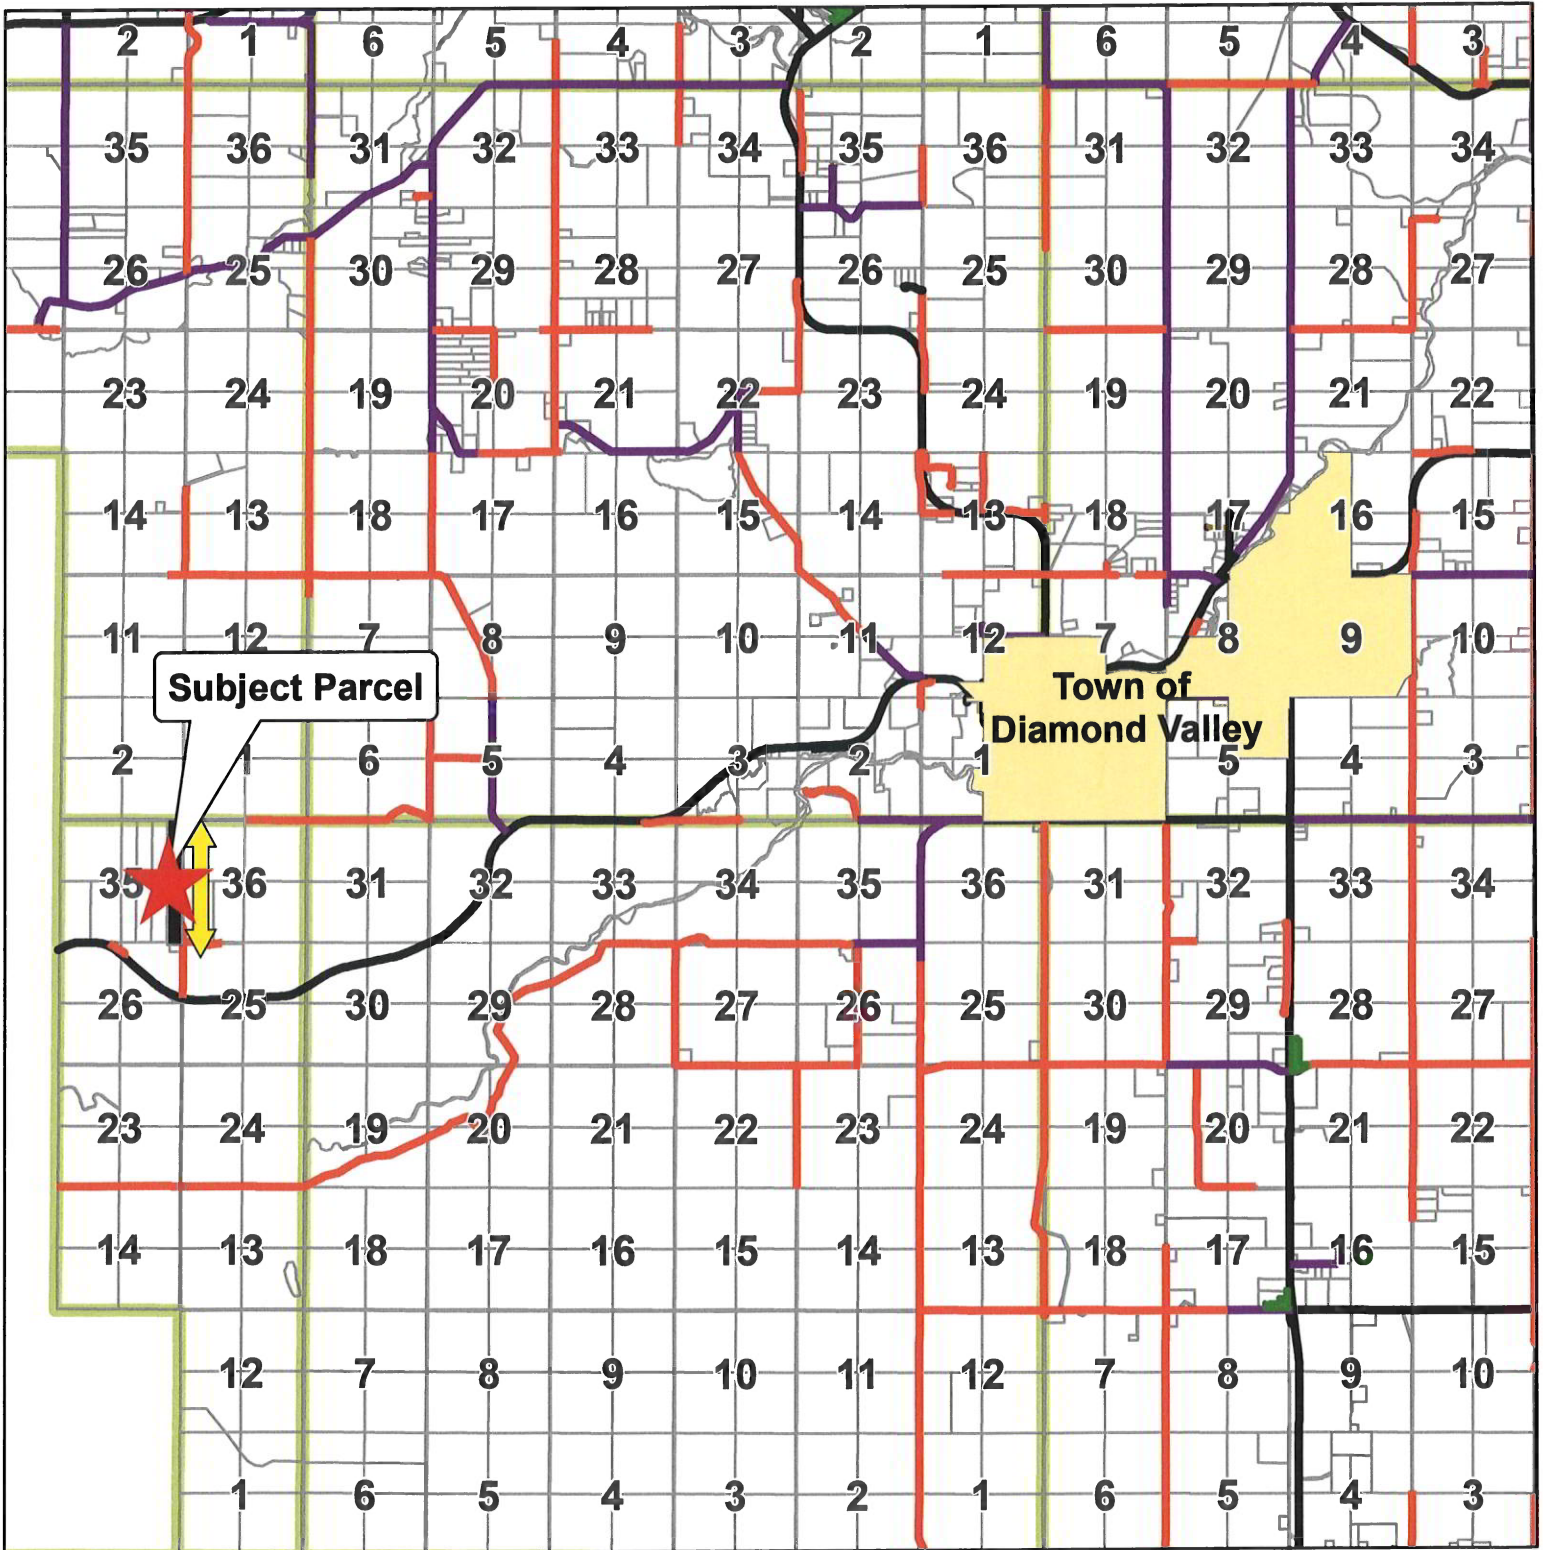 2 1 6 5 4 3 2 1 6 5 4 3
35 36 31 32 33 34 35 36 31 32 33 34
26 25 30 29 28 27 26 25 30 29 28 27
23 24 19 20 21 22 23 24 19 20 21 22
14 13 18 17 16 15 14 13 18 17 16 15
11 12 7 8 9 10 11 12 7 8 9 10
Subject Parcel
Town of
Diamond Valley
2 1 6 5 4 3 2 1 5 4 3
35 36 31 32 33 34 35 36 31 32 33 34
26 25 30 29 28 27 26 25 30 29 28 27
23 24 19 20 21 22 23 24 19 20 21 22
14 13 18 17 16 15 14 13 18 17 16 15
12 7 8 9 10 11 12 7 8 9 10
1 6 5 4 3 2 1 6 5 4 3